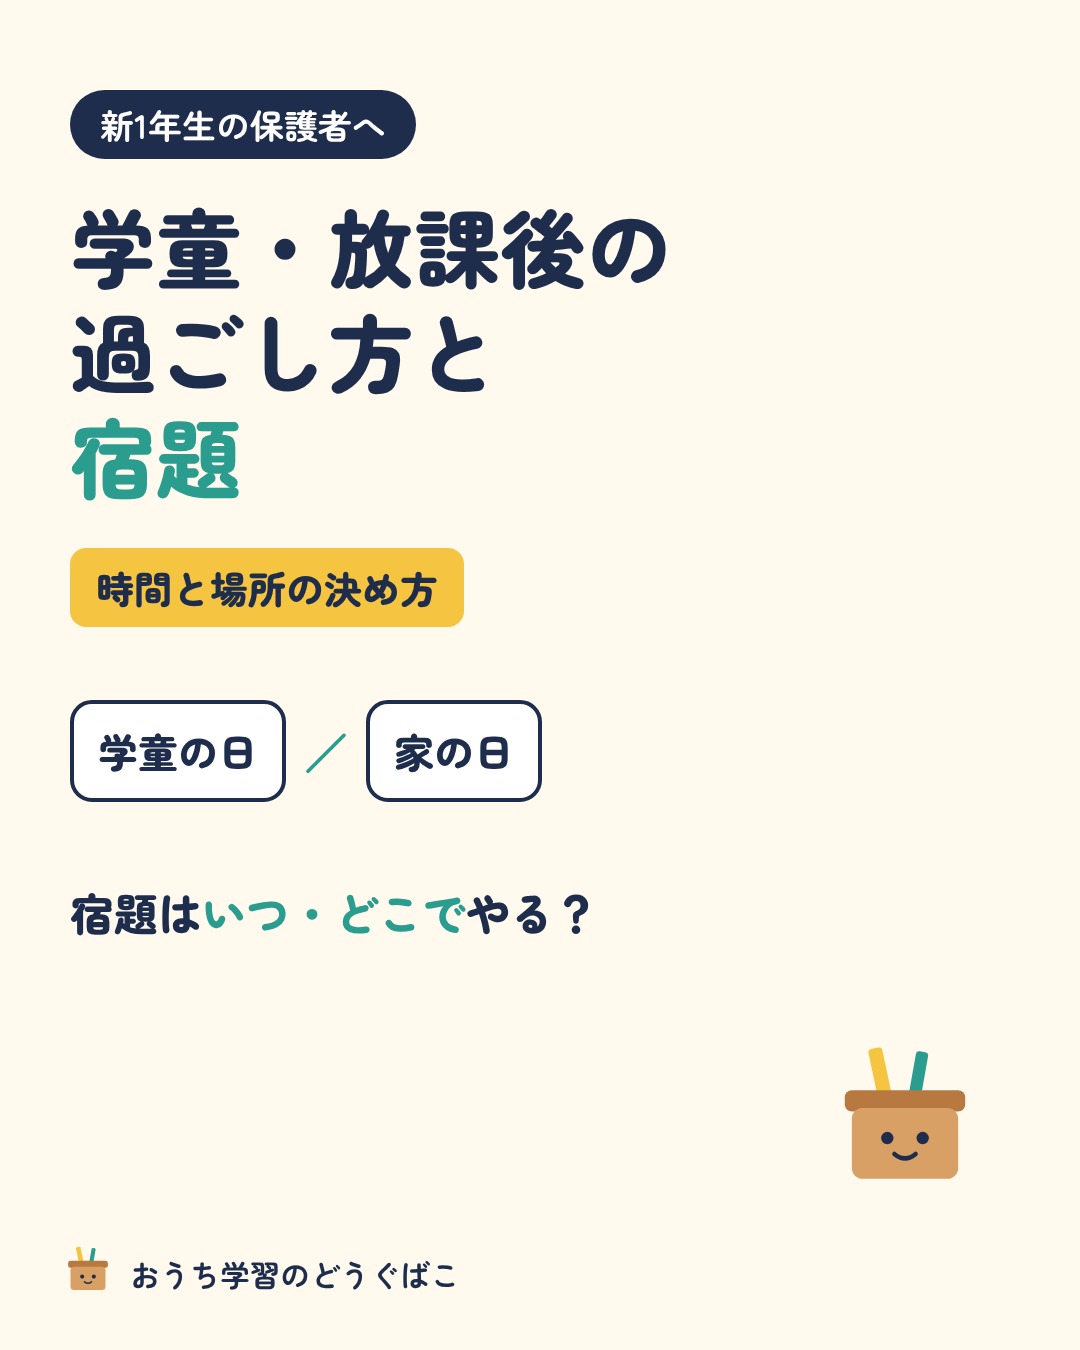 新1年生の保護者へ
学童・放課後の
過ごし方と
宿題
時間と場所の決め方
学童の日 ／ 家の日
宿題はいつ・どこでやる？
おうち学習のどうぐばこ